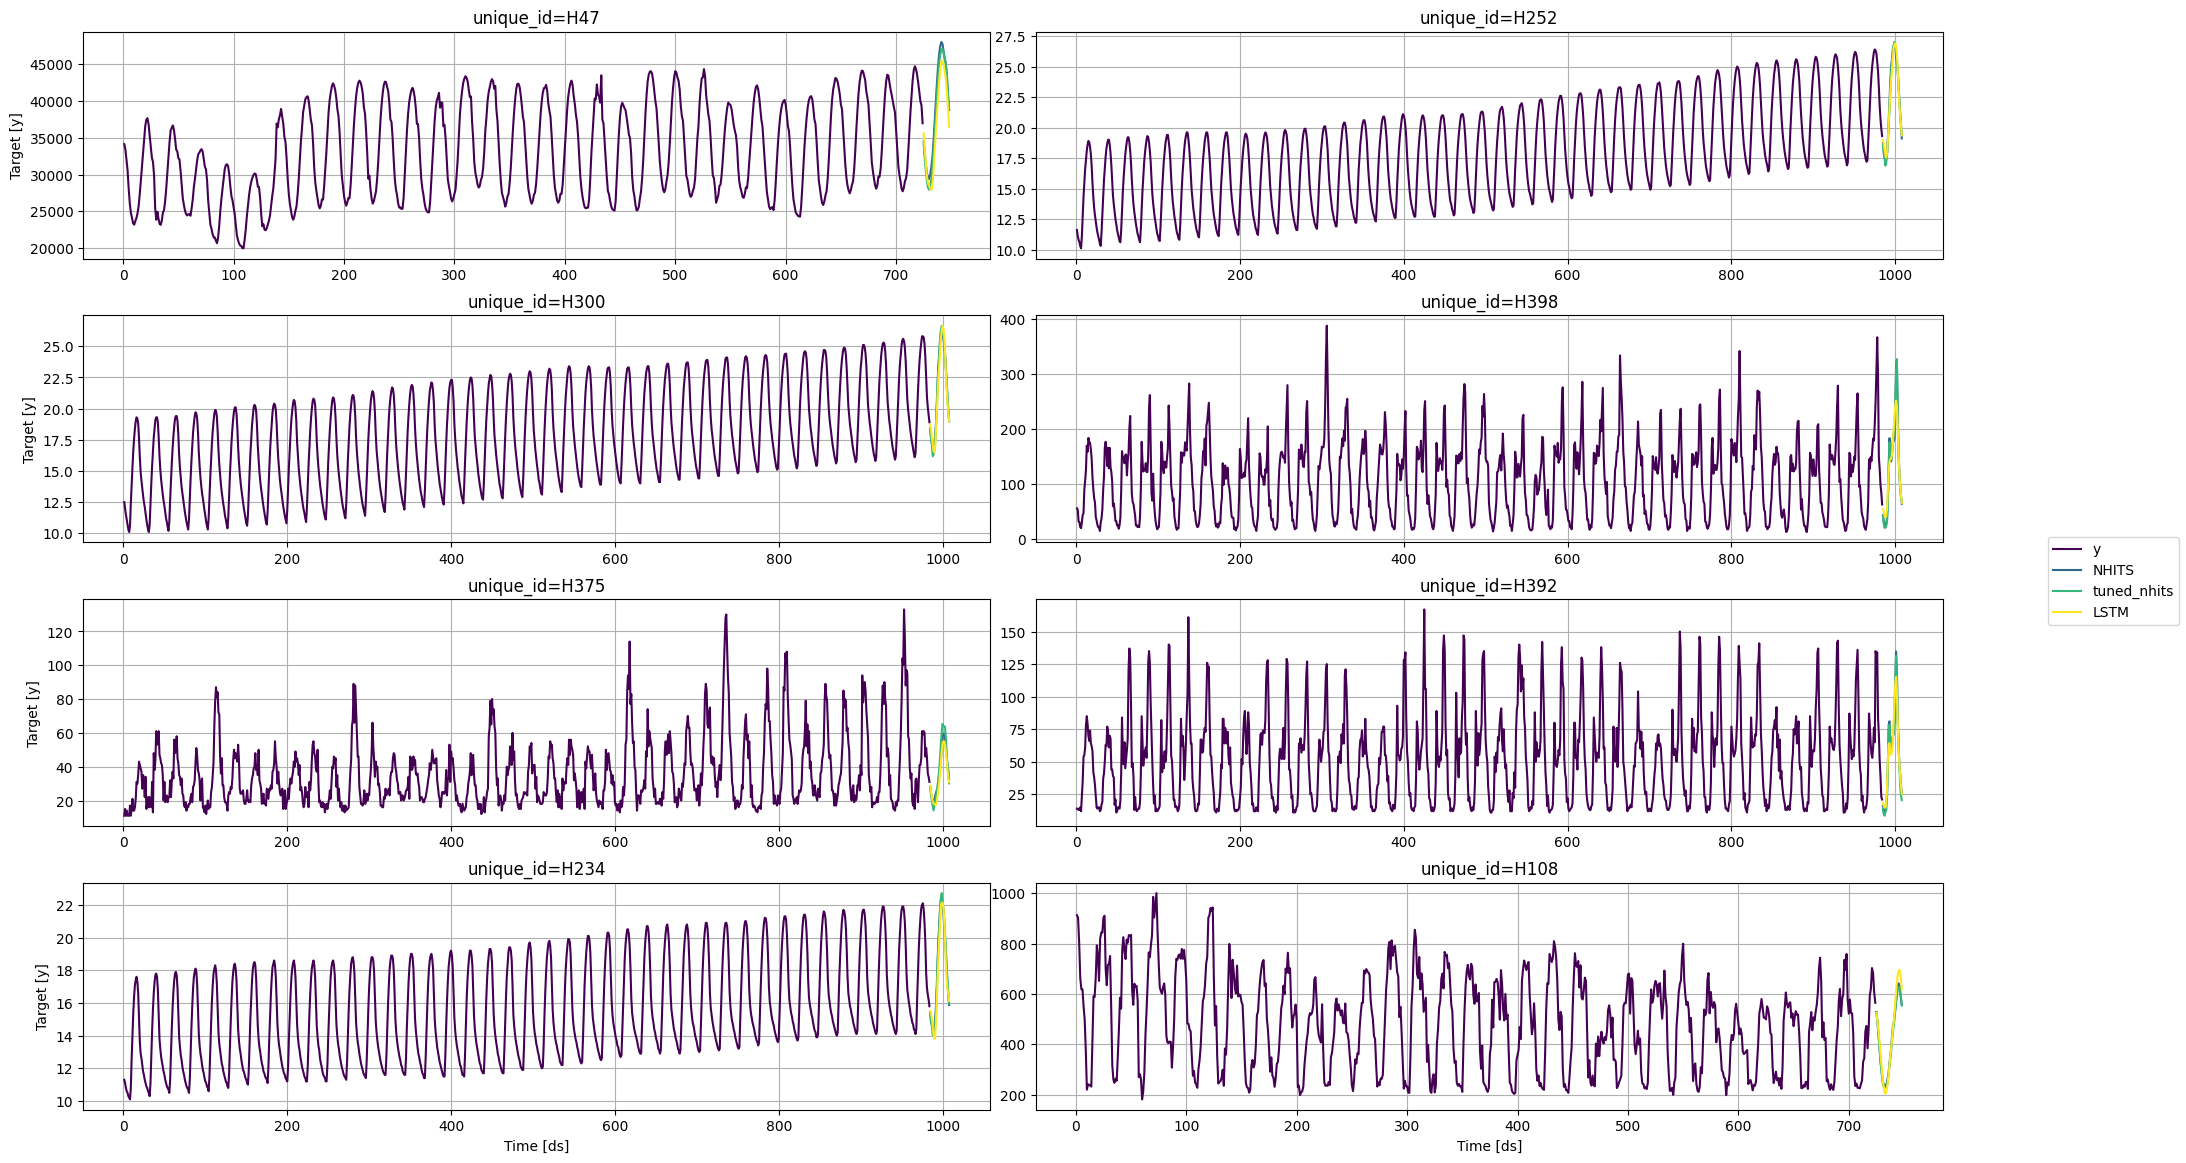 unique_id=H47
Target [y]
45000
40000
35000
30000
25000
20000
0 100 200 300 400 500 600 700
unique_id=H252
27.5
25.0
22.5
20.0
17.5
15.0
12.5
10.0
0 200 400 600 800 1000
unique_id=H300
Target [y]
25.0
22.5
20.0
17.5
15.0
12.5
10.0
0 200 400 600 800 1000
unique_id=H398
400
300
200
100
0
0 200 400 600 800 1000
unique_id=H375
Target [y]
120
100
80
60
40
20
0 200 400 600 800 1000
unique_id=H392
150
125
100
75
50
25
0 200 400 600 800 1000
y
NHITS
tuned_nhits
LSTM
unique_id=H234
Target [y]
22
20
18
16
14
12
10
0 200 400 600 800 1000
Time [ds]
unique_id=H108
1000
800
600
400
200
0 100 200 300 400 500 600 700
Time [ds]